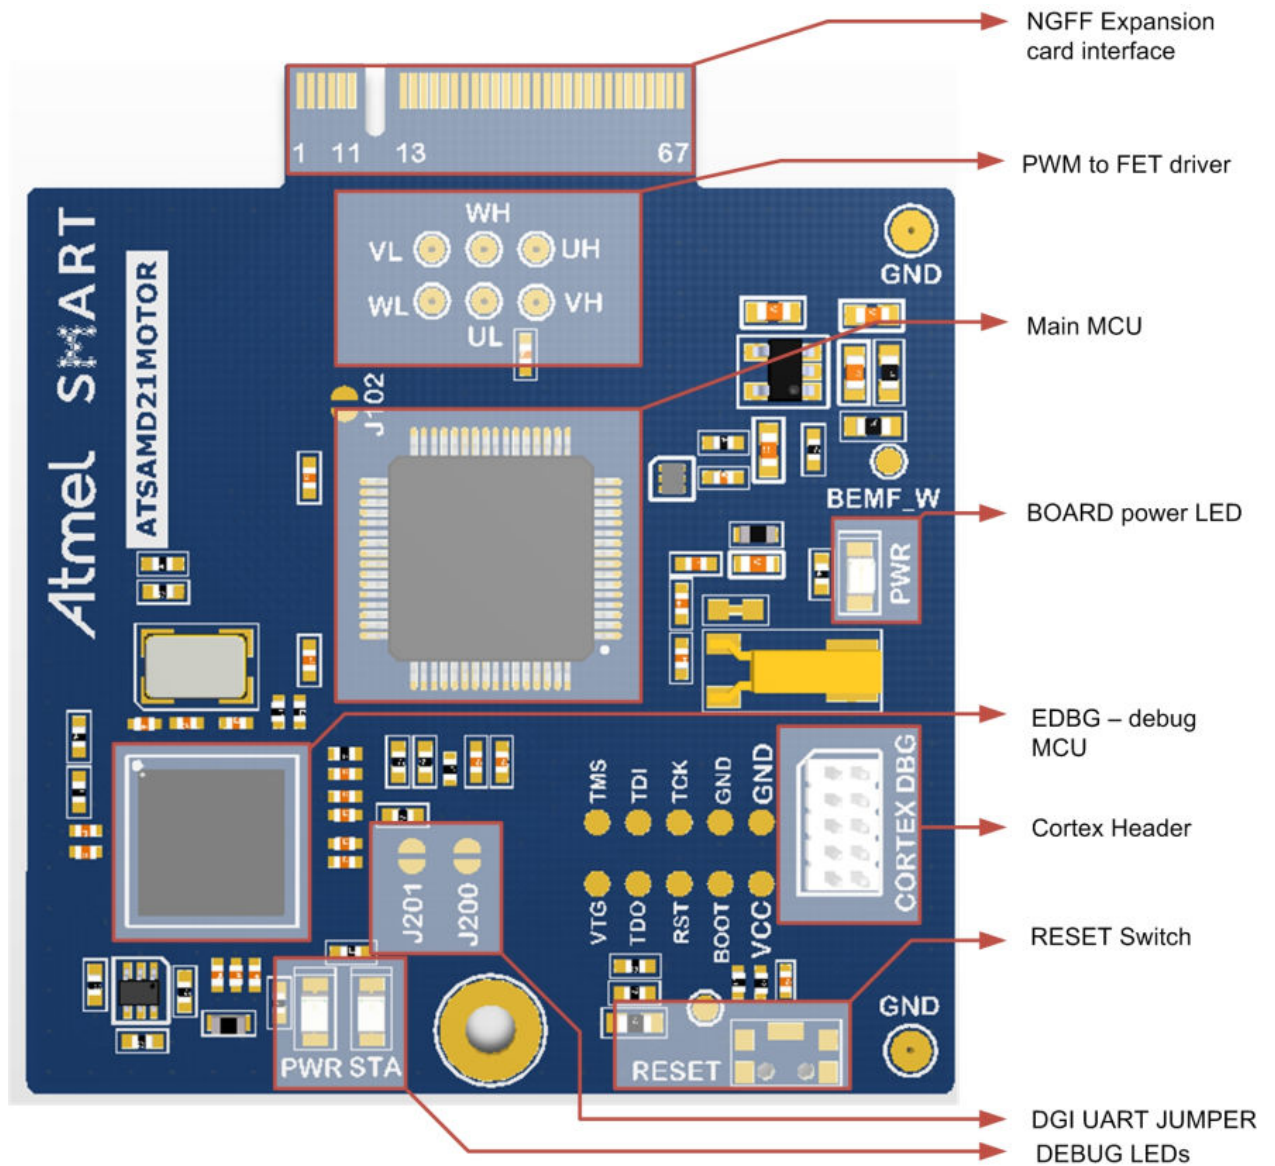 NGFF Expansion
card interface
1 11 13 67
PWM to FET driver
WH
VL UH
WL VH
UL
GND
Main MCU
J102
Atmel SMART
ATSAMD21MOTOR
BEMF_W
BOARD power LED
PWR
EDBG – debug
MCU
TMS TDI TCK GND GND
CORTEX DBG
Cortex Header
J201 J200
VTG TDO RST BOOT VCC
RESET Switch
GND
PWR STA
RESET
DGI UART JUMPER
DEBUG LEDs